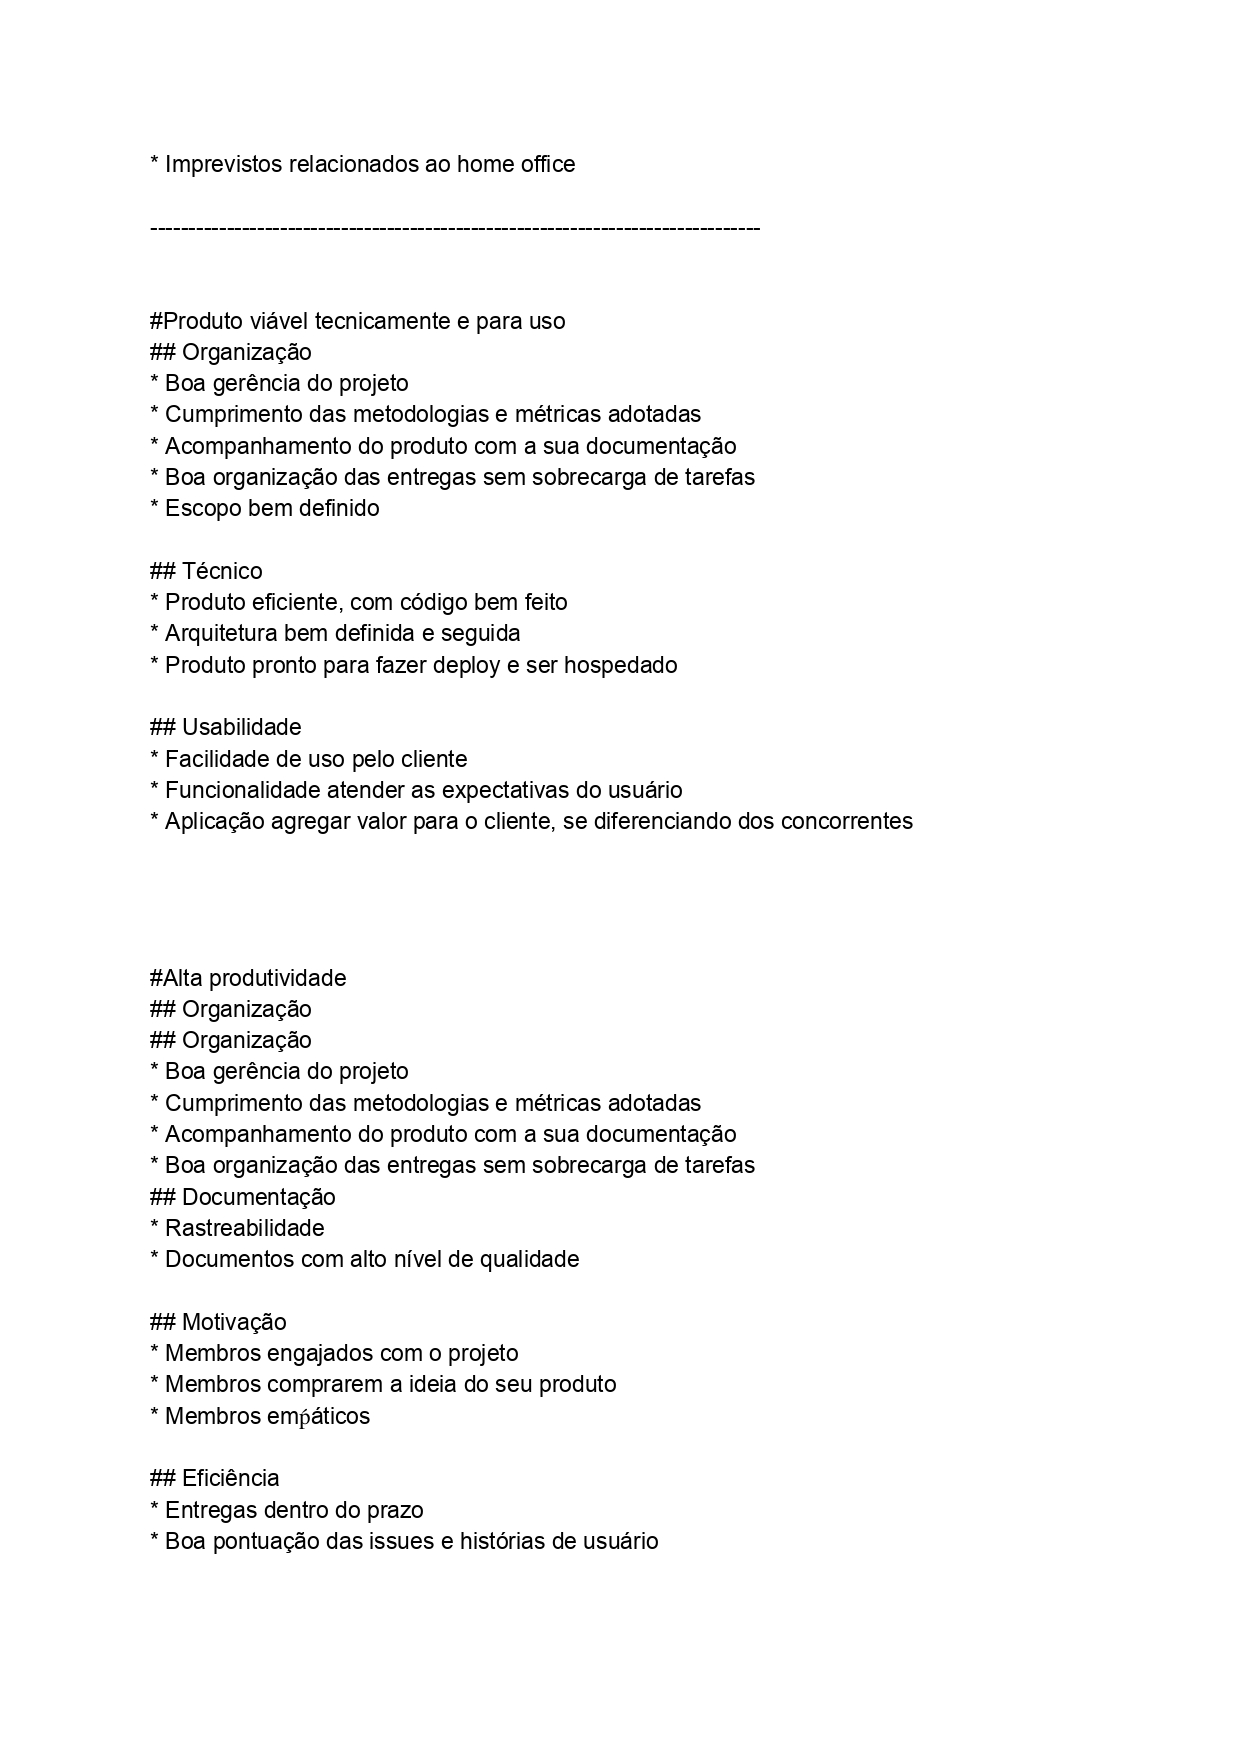 * Imprevistos relacionados ao home office
--------------------------------------------------------------------------------
#Produto viável tecnicamente e para uso
## Organização
* Boa gerência do projeto
* Cumprimento das metodologias e métricas adotadas
* Acompanhamento do produto com a sua documentação
* Boa organização das entregas sem sobrecarga de tarefas
* Escopo bem definido
## Técnico
* Produto eficiente, com código bem feito
* Arquitetura bem definida e seguida
* Produto pronto para fazer deploy e ser hospedado
## Usabilidade
* Facilidade de uso pelo cliente
* Funcionalidade atender as expectativas do usuário
* Aplicação agregar valor para o cliente, se diferenciando dos concorrentes
#Alta produtividade
## Organização
## Organização
* Boa gerência do projeto
* Cumprimento das metodologias e métricas adotadas
* Acompanhamento do produto com a sua documentação
* Boa organização das entregas sem sobrecarga de tarefas
## Documentação
* Rastreabilidade
* Documentos com alto nível de qualidade
## Motivação
* Membros engajados com o projeto
* Membros comprarem a ideia do seu produto
* Membros emṕáticos
## Eficiência
* Entregas dentro do prazo
* Boa pontuação das issues e histórias de usuário